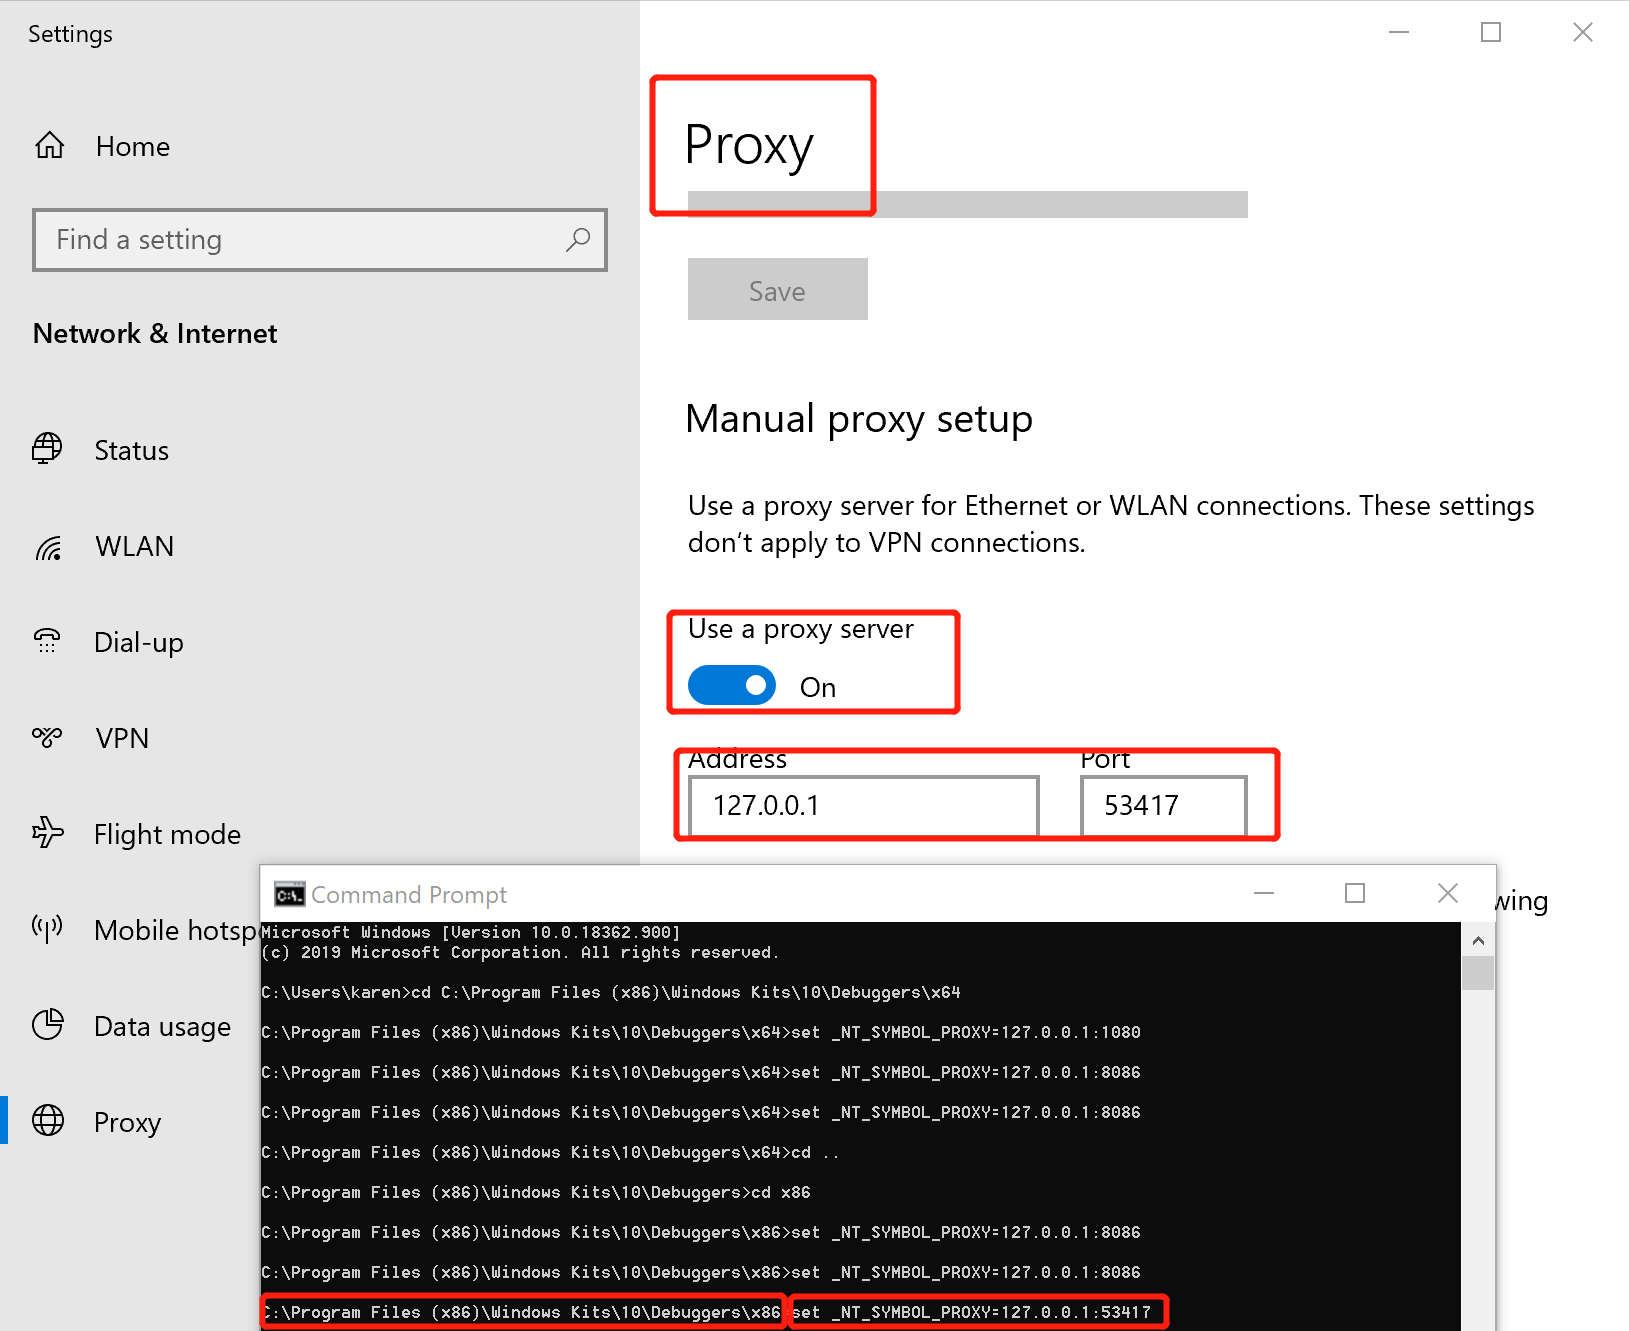 Settings
Home
Find a setting
Network & Internet
Status
WLAN
Dial-up
VPN
Flight mode
Mobile hotsp
Data usage
Proxy
Proxy
Save
Manual proxy setup
Use a proxy server for Ethernet or WLAN connections. These settings
don't apply to VPN connections.
Use a proxy server
On
Address Port
127.0.0.1 53417
wing
Command Prompt
Microsoft Windows [Version 10.0.18362.900]
(c) 2019 Microsoft Corporation. All rights reserved.
C:\Users\karen>cd C:\Program Files (x86)\Windows Kits\10\Debuggers\x64
C:\Program Files (x86)\Windows Kits\10\Debuggers\x64>set _NT_SYMBOL_PROXY=127.0.0.1:1080
C:\Program Files (x86)\Windows Kits\10\Debuggers\x64>set _NT_SYMBOL_PROXY=127.0.0.1:8086
C:\Program Files (x86)\Windows Kits\10\Debuggers\x64>set _NT_SYMBOL_PROXY=127.0.0.1:8086
C:\Program Files (x86)\Windows Kits\10\Debuggers\x64>cd ..
C:\Program Files (x86)\Windows Kits\10\Debuggers>cd x86
C:\Program Files (x86)\Windows Kits\10\Debuggers\x86>set _NT_SYMBOL_PROXY=127.0.0.1:8086
C:\Program Files (x86)\Windows Kits\10\Debuggers\x86>set _NT_SYMBOL_PROXY=127.0.0.1:8086
C:\Program Files (x86)\Windows Kits\10\Debuggers\x86>set _NT_SYMBOL_PROXY=127.0.0.1:53417